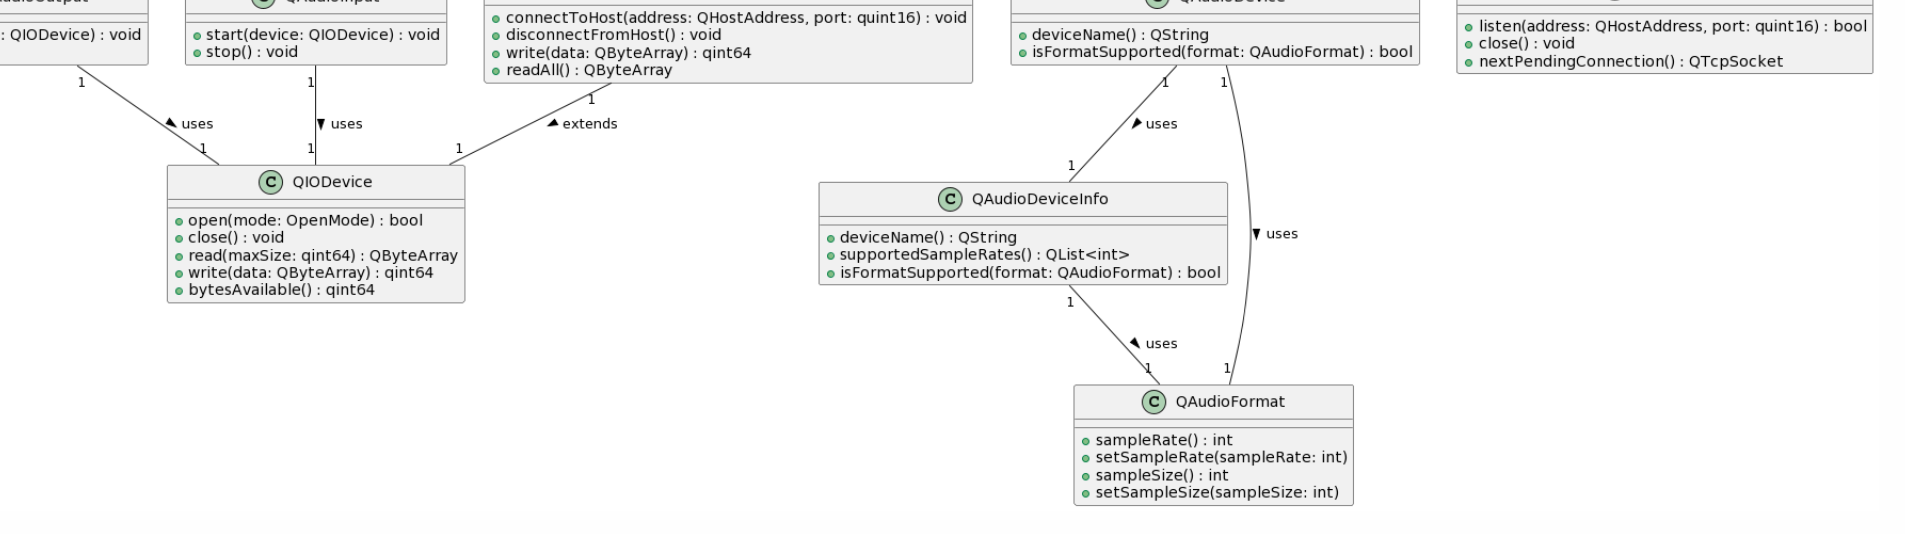 QAudioInput
QAudioDevice
: QIODevice) : void
start(device: QIODevice) : void
stop() : void
connectToHost(address: QHostAddress, port: quint16) : void
disconnectFromHost() : void
write(data: QByteArray) : qint64
readAll() : QByteArray
deviceName() : QString
isFormatSupported(format: QAudioFormat) : bool
listen(address: QHostAddress, port: quint16) : bool
close() : void
nextPendingConnection() : QTcpSocket
1
1
1
1
1
uses
uses
extends
uses
1
1
1
1
C QIODevice
open(mode: OpenMode) : bool
close() : void
read(maxSize: qint64) : QByteArray
write(data: QByteArray) : qint64
bytesAvailable() : qint64
C QAudioDeviceInfo
deviceName() : QString
supportedSampleRates() : QList<int>
isFormatSupported(format: QAudioFormat) : bool
uses
1
uses
1
1
C QAudioFormat
sampleRate() : int
setSampleRate(sampleRate: int)
sampleSize() : int
setSampleSize(sampleSize: int)